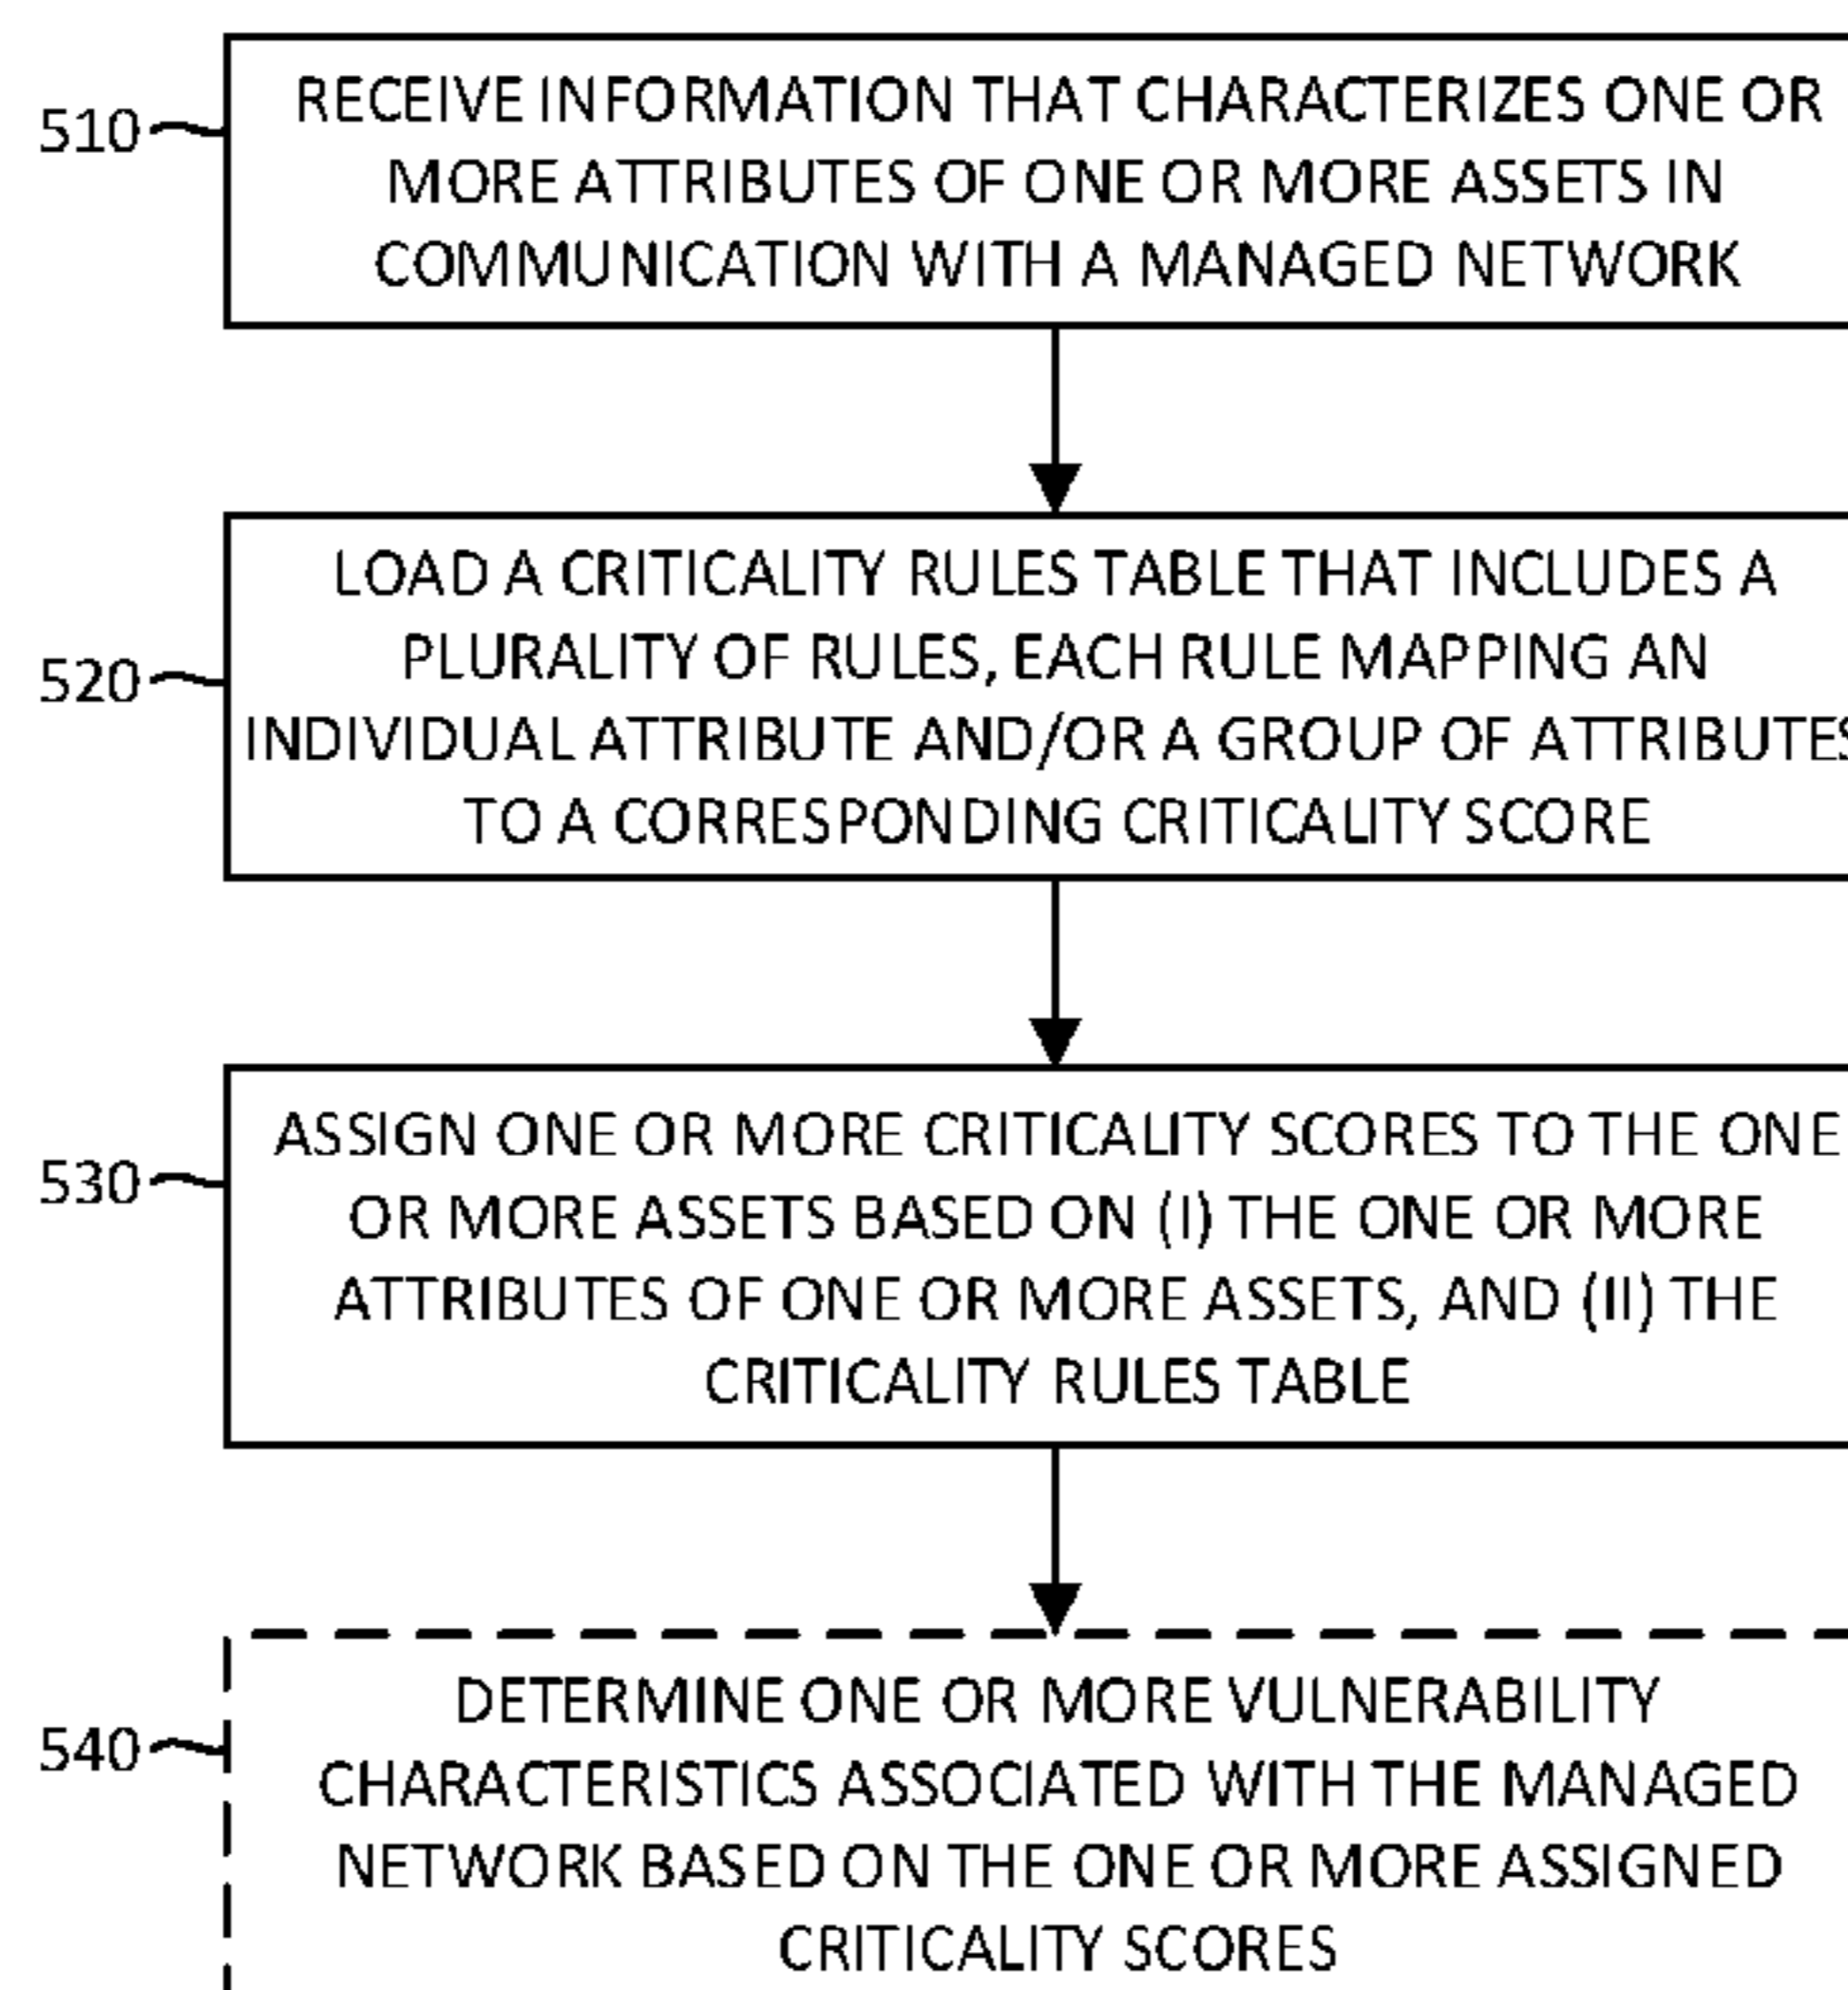 RECEIVE INFORMATION THAT CHARACTERIZES ONE OR
510
MORE ATTRIBUTES OF ONE OR MORE ASSETS IN
COMMUNICATION WITH A MANAGED NETWORK
LOAD A CRITICALITY RULES TABLE THAT INCLUDES A
PLURALITY OF RULES, EACH RULE MAPPING AN
520
INDIVIDUAL ATTRIBUTE AND/OR A GROUP OF ATTRIBUTES
TO A CORRESPONDING CRITICALITY SCORE
ASSIGN ONE OR MORE CRITICALITY SCORES TO THE ONE
530
OR MORE ASSETS BASED ON (I) THE ONE OR MORE
ATTRIBUTES OF ONE OR MORE ASSETS, AND (II) THE
CRITICALITY RULES TABLE
DETERMINE ONE OR MORE VULNERABILITY
540
CHARACTERISTICS ASSOCIATED WITH THE MANAGED
NETWORK BASED ON THE ONE OR MORE ASSIGNED
CRITICALITY SCORES